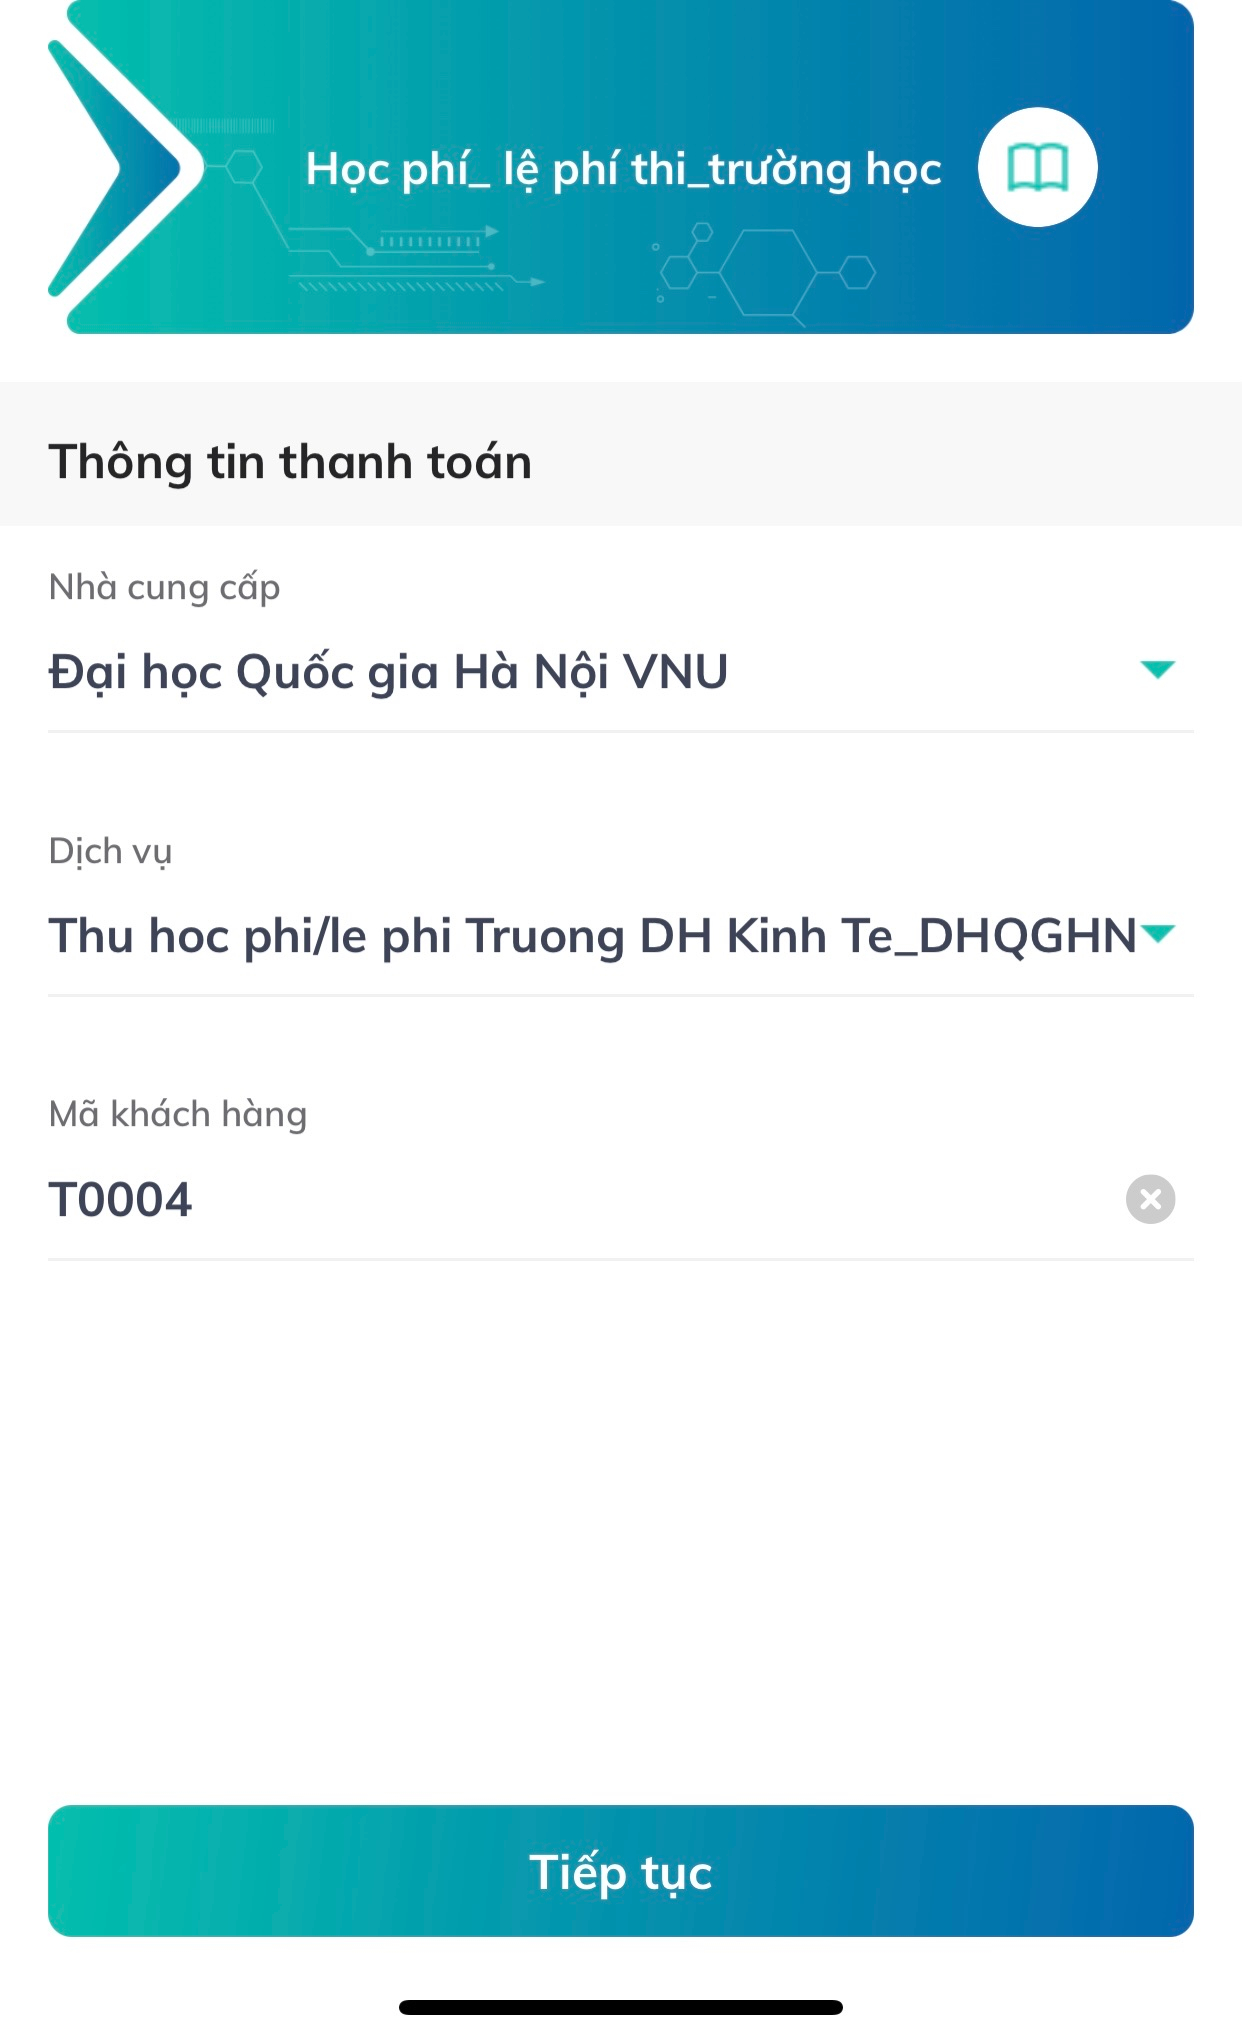 Học phí_ lệ phí thi_trường học
Thông tin thanh toán
Nhà cung cấp
Đại học Quốc gia Hà Nội VNU
Dịch vụ
Thu hoc phi/le phi Truong DH Kinh Te_DHQGHN
Mã khách hàng
T0004
Tiếp tục